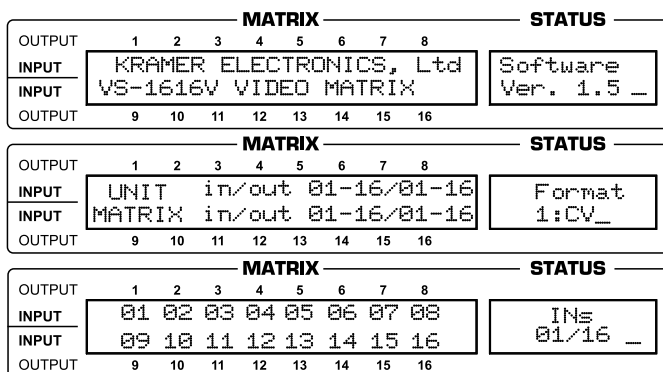 MATRIX STATUS
OUTPUT 1 2 3 4 5 6 7 8
INPUT KRAMER ELECTRONICS, Ltd Software
INPUT VS-1616V VIDEO MATRIX Ver. 1.5 _
OUTPUT 9 10 11 12 13 14 15 16
MATRIX STATUS
OUTPUT 1 2 3 4 5 6 7 8
INPUT UNIT in/out 01-16/01-16 Format
INPUT MATRIX in/out 01-16/01-16 1:CV_
OUTPUT 9 10 11 12 13 14 15 16
MATRIX STATUS
OUTPUT 1 2 3 4 5 6 7 8
INPUT 01 02 03 04 05 06 07 08 INs
INPUT 09 10 11 12 13 14 15 16 01/16 _
OUTPUT 9 10 11 12 13 14 15 16